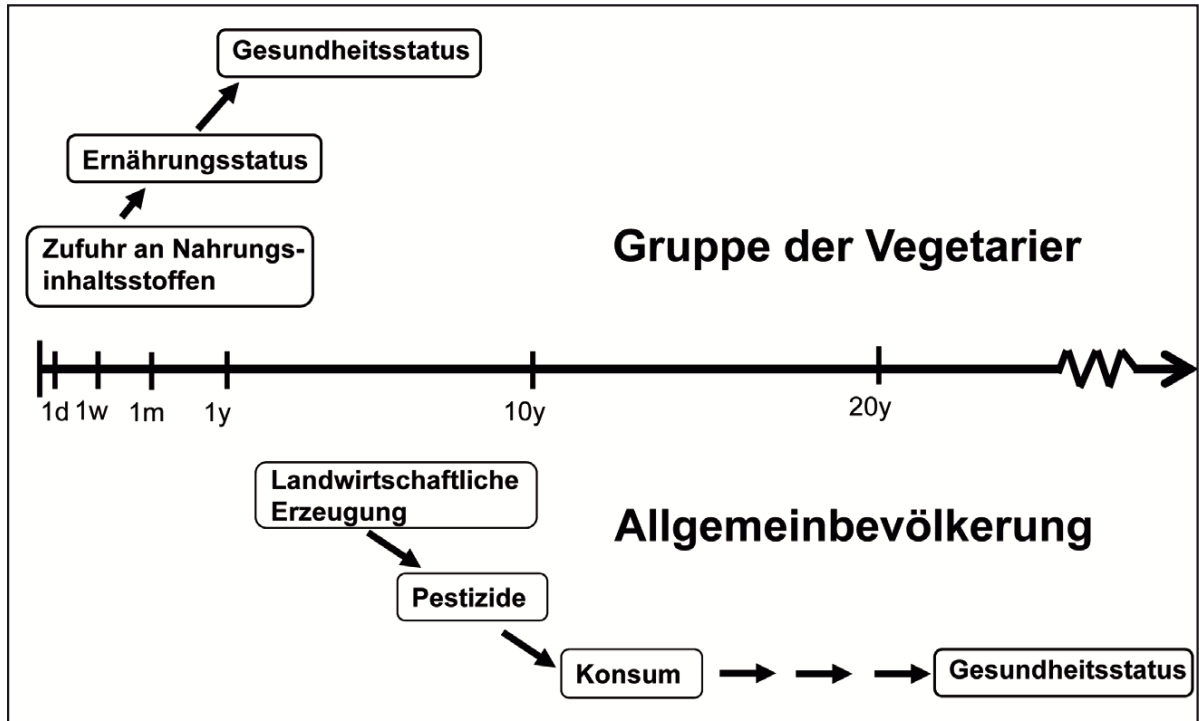 Gesundheitsstatus
Ernährungsstatus
Zufuhr an Nahrungs-
inhaltsstoffen
Gruppe der Vegetarier
1d 1w 1m 1y 10y 20y
Landwirtschaftliche
Erzeugung
Allgemeinbevölkerung
Pestizide
Konsum
Gesundheitsstatus